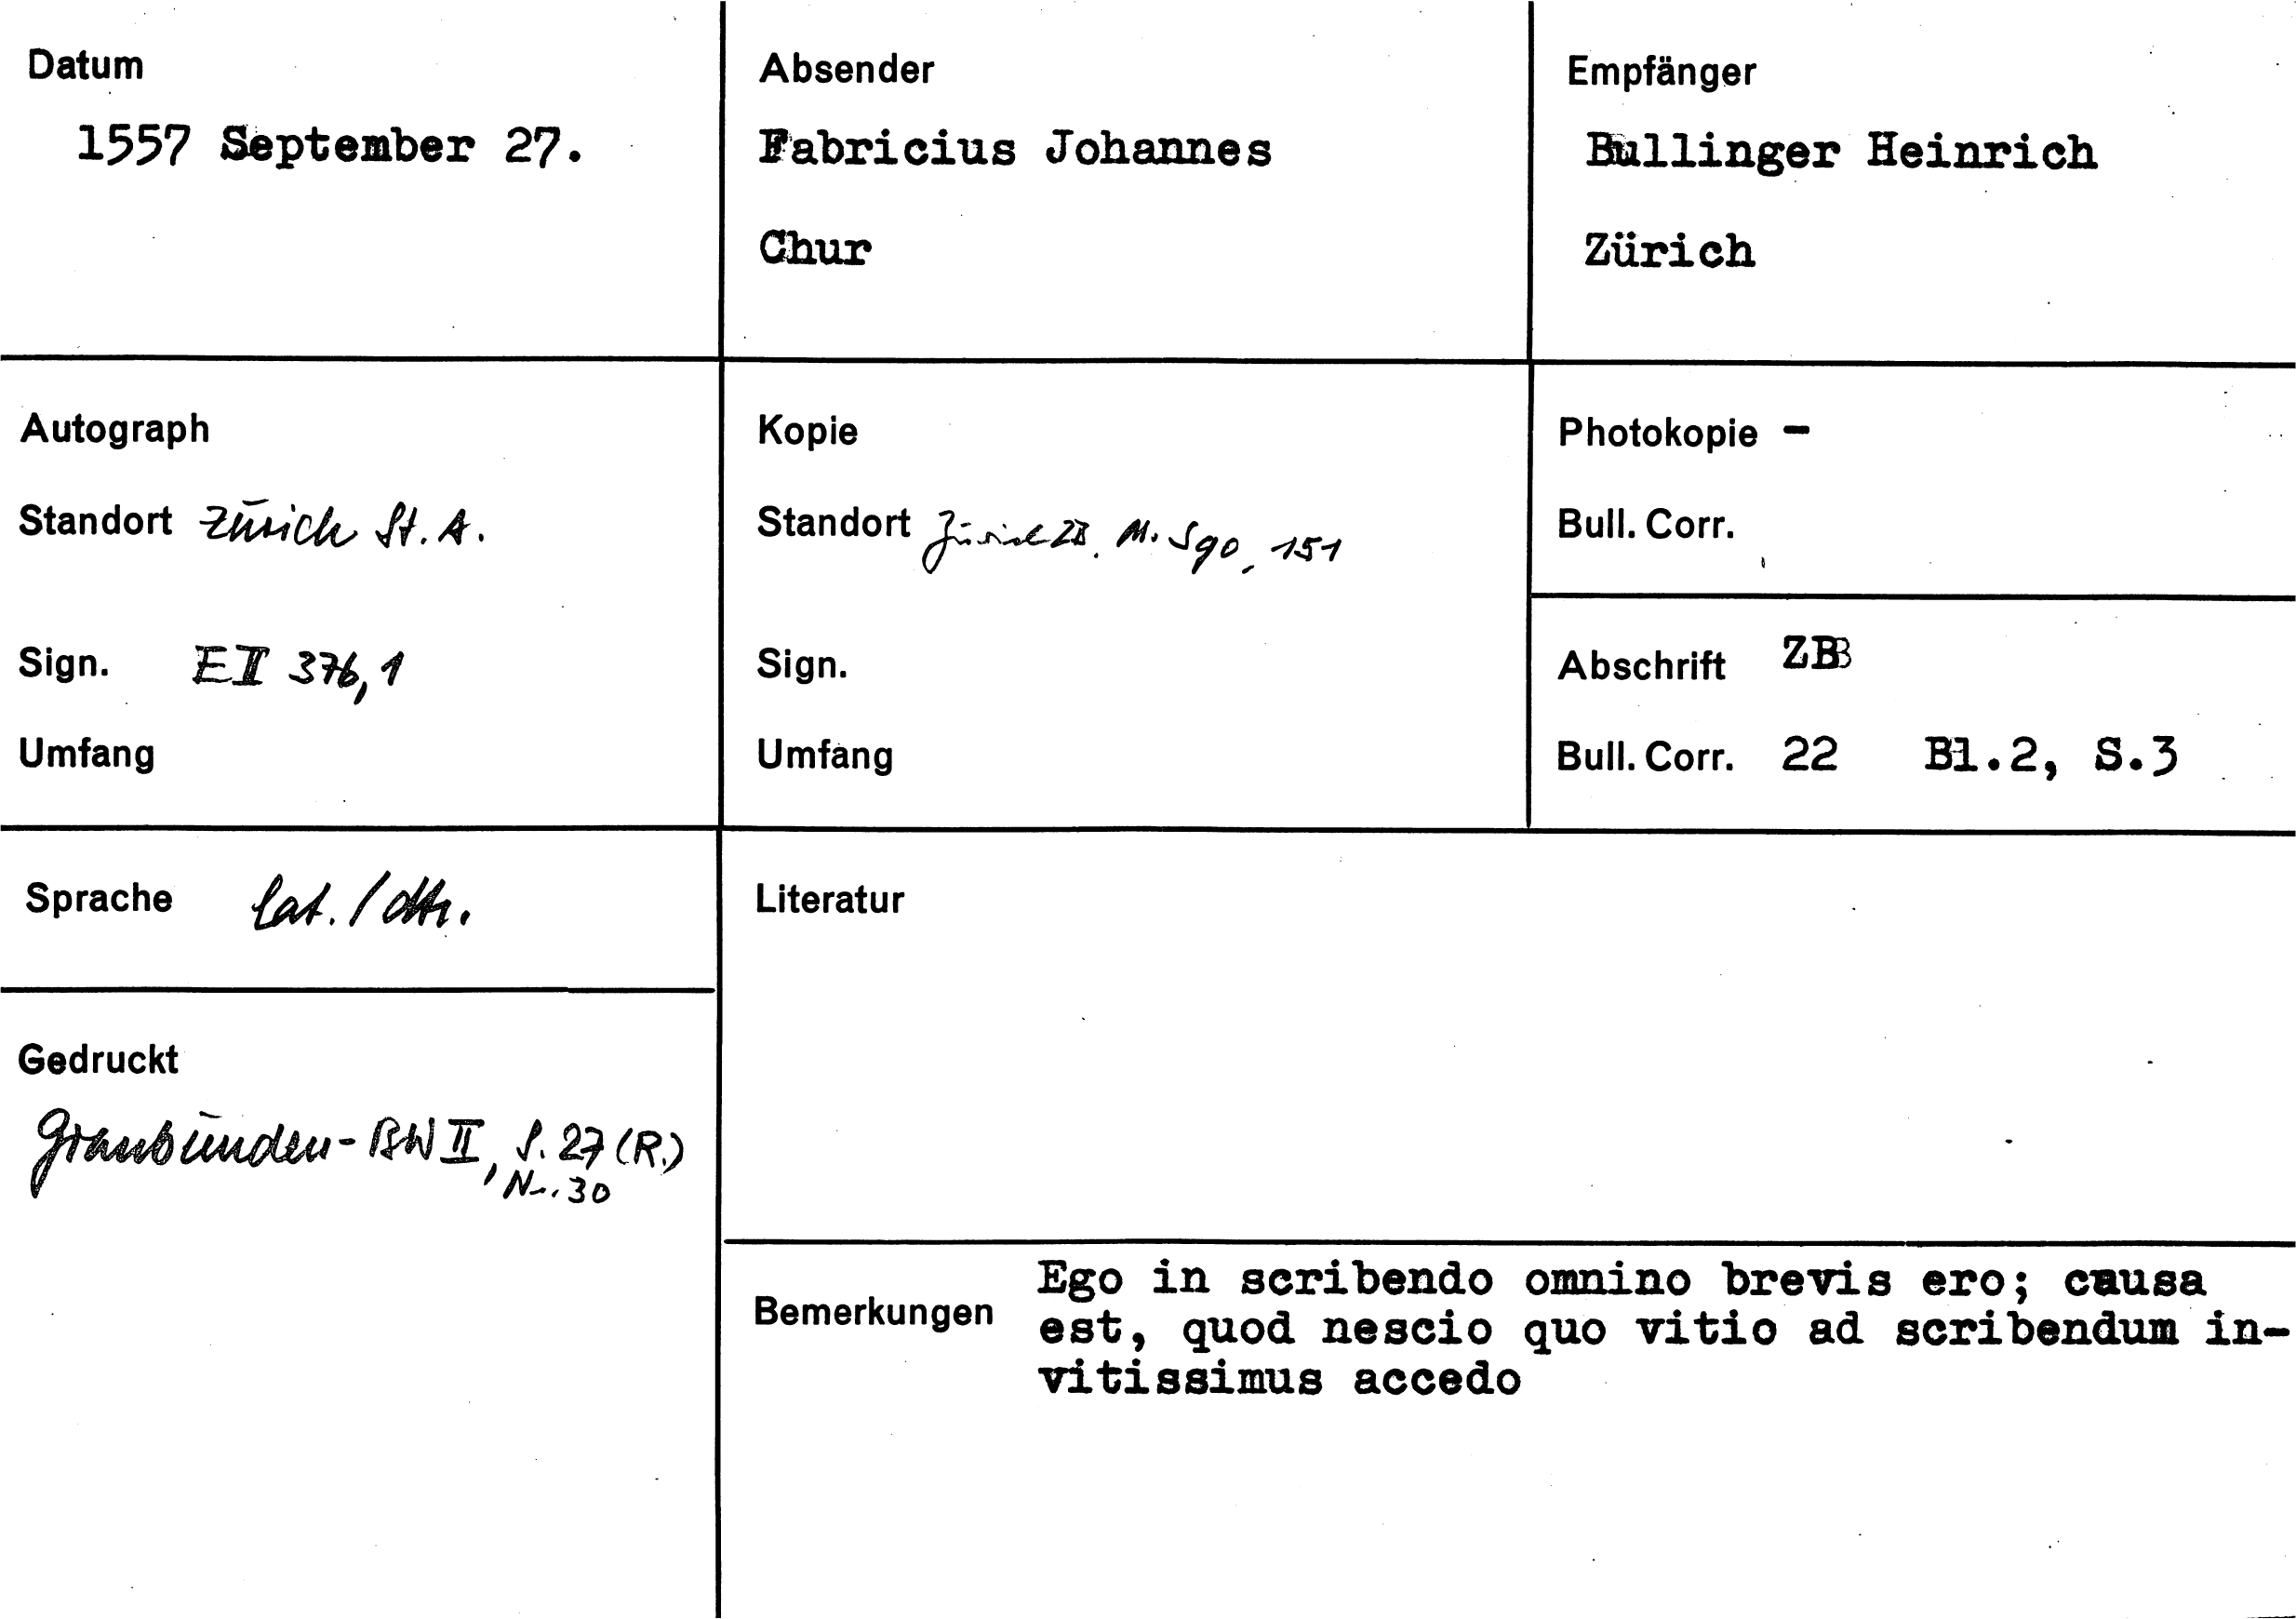 Datum
1557 September 27.
Absender
Fabricius Johannes
Chur
Empfänger
Bullinger Heinrich
Zürich
Autograph
Standort Zürich St. A.
Sign. E II 376,1
Umfang
Kopie
Standort Zürich ZB. Ms S 90, 151
Sign.
Umfang
Photokopie -
Bull. Corr.
Abschrift ZB
Bull. Corr. 22 Bl.2, S.3
Sprache lat. / dt.
Gedruckt
Graubünden-BW II, S. 27 (R.)
Nr. 30
Literatur
Bemerkungen
Ego in scribendo omnino brevis ero; causa
est, quod nescio quo vitio ad scribendum in-
vitissimus accedo